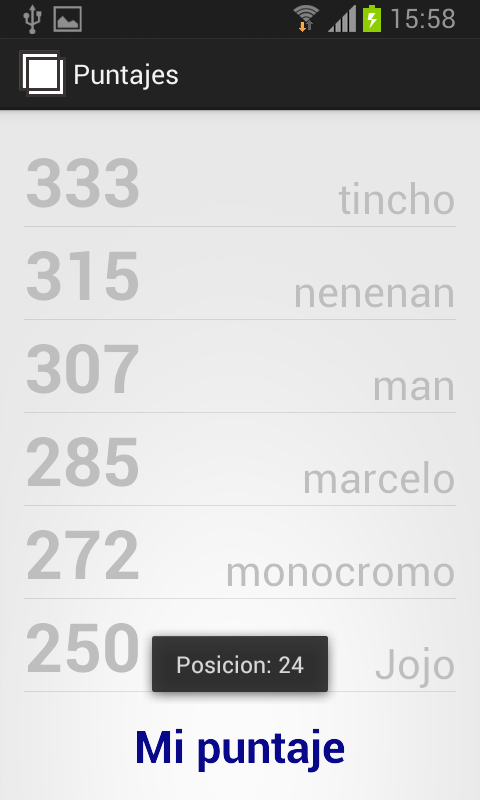 15:58
Puntajes
333 tincho
315 nenenan
307 man
285 marcelo
272 monocromo
250 Jojo
Posicion: 24
Mi puntaje